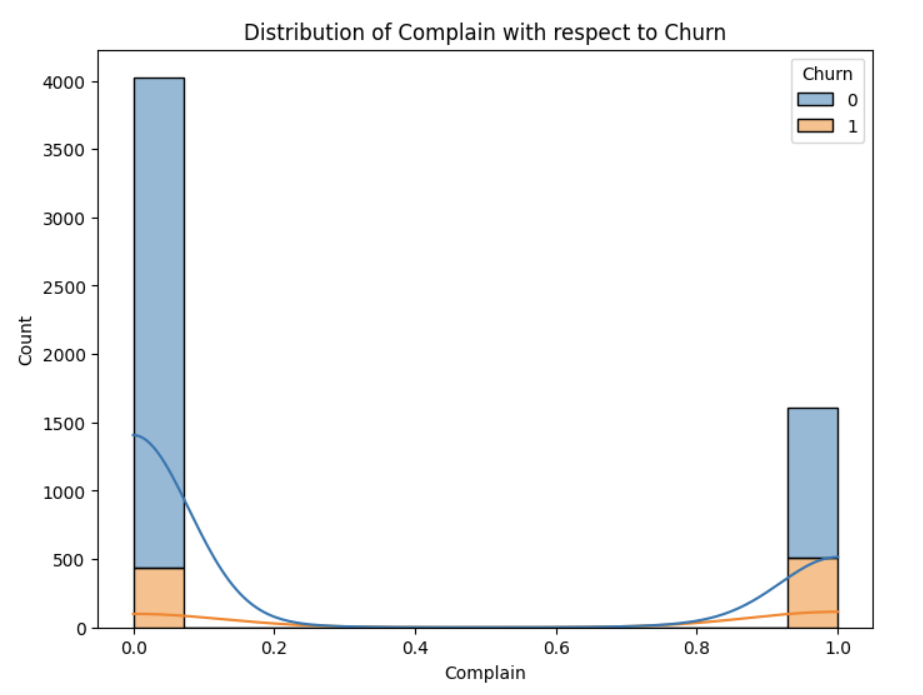 Distribution of Complain with respect to Churn
Churn
0
1
4000
3500
3000
2500
2000
1500
1000
500
0
Count
0.0 0.2 0.4 0.6 0.8 1.0
Complain